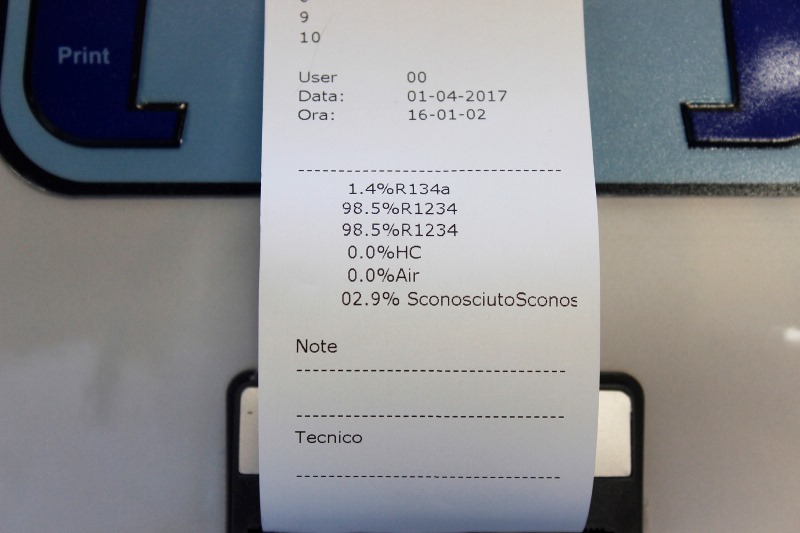 Print
9
10
User 00
Data: 01-04-2017
Ora: 16-01-02
1.4%R134a
98.5%R1234
98.5%R1234
0.0%HC
0.0%Air
02.9% SconosciutoSconos
Note
Tecnico